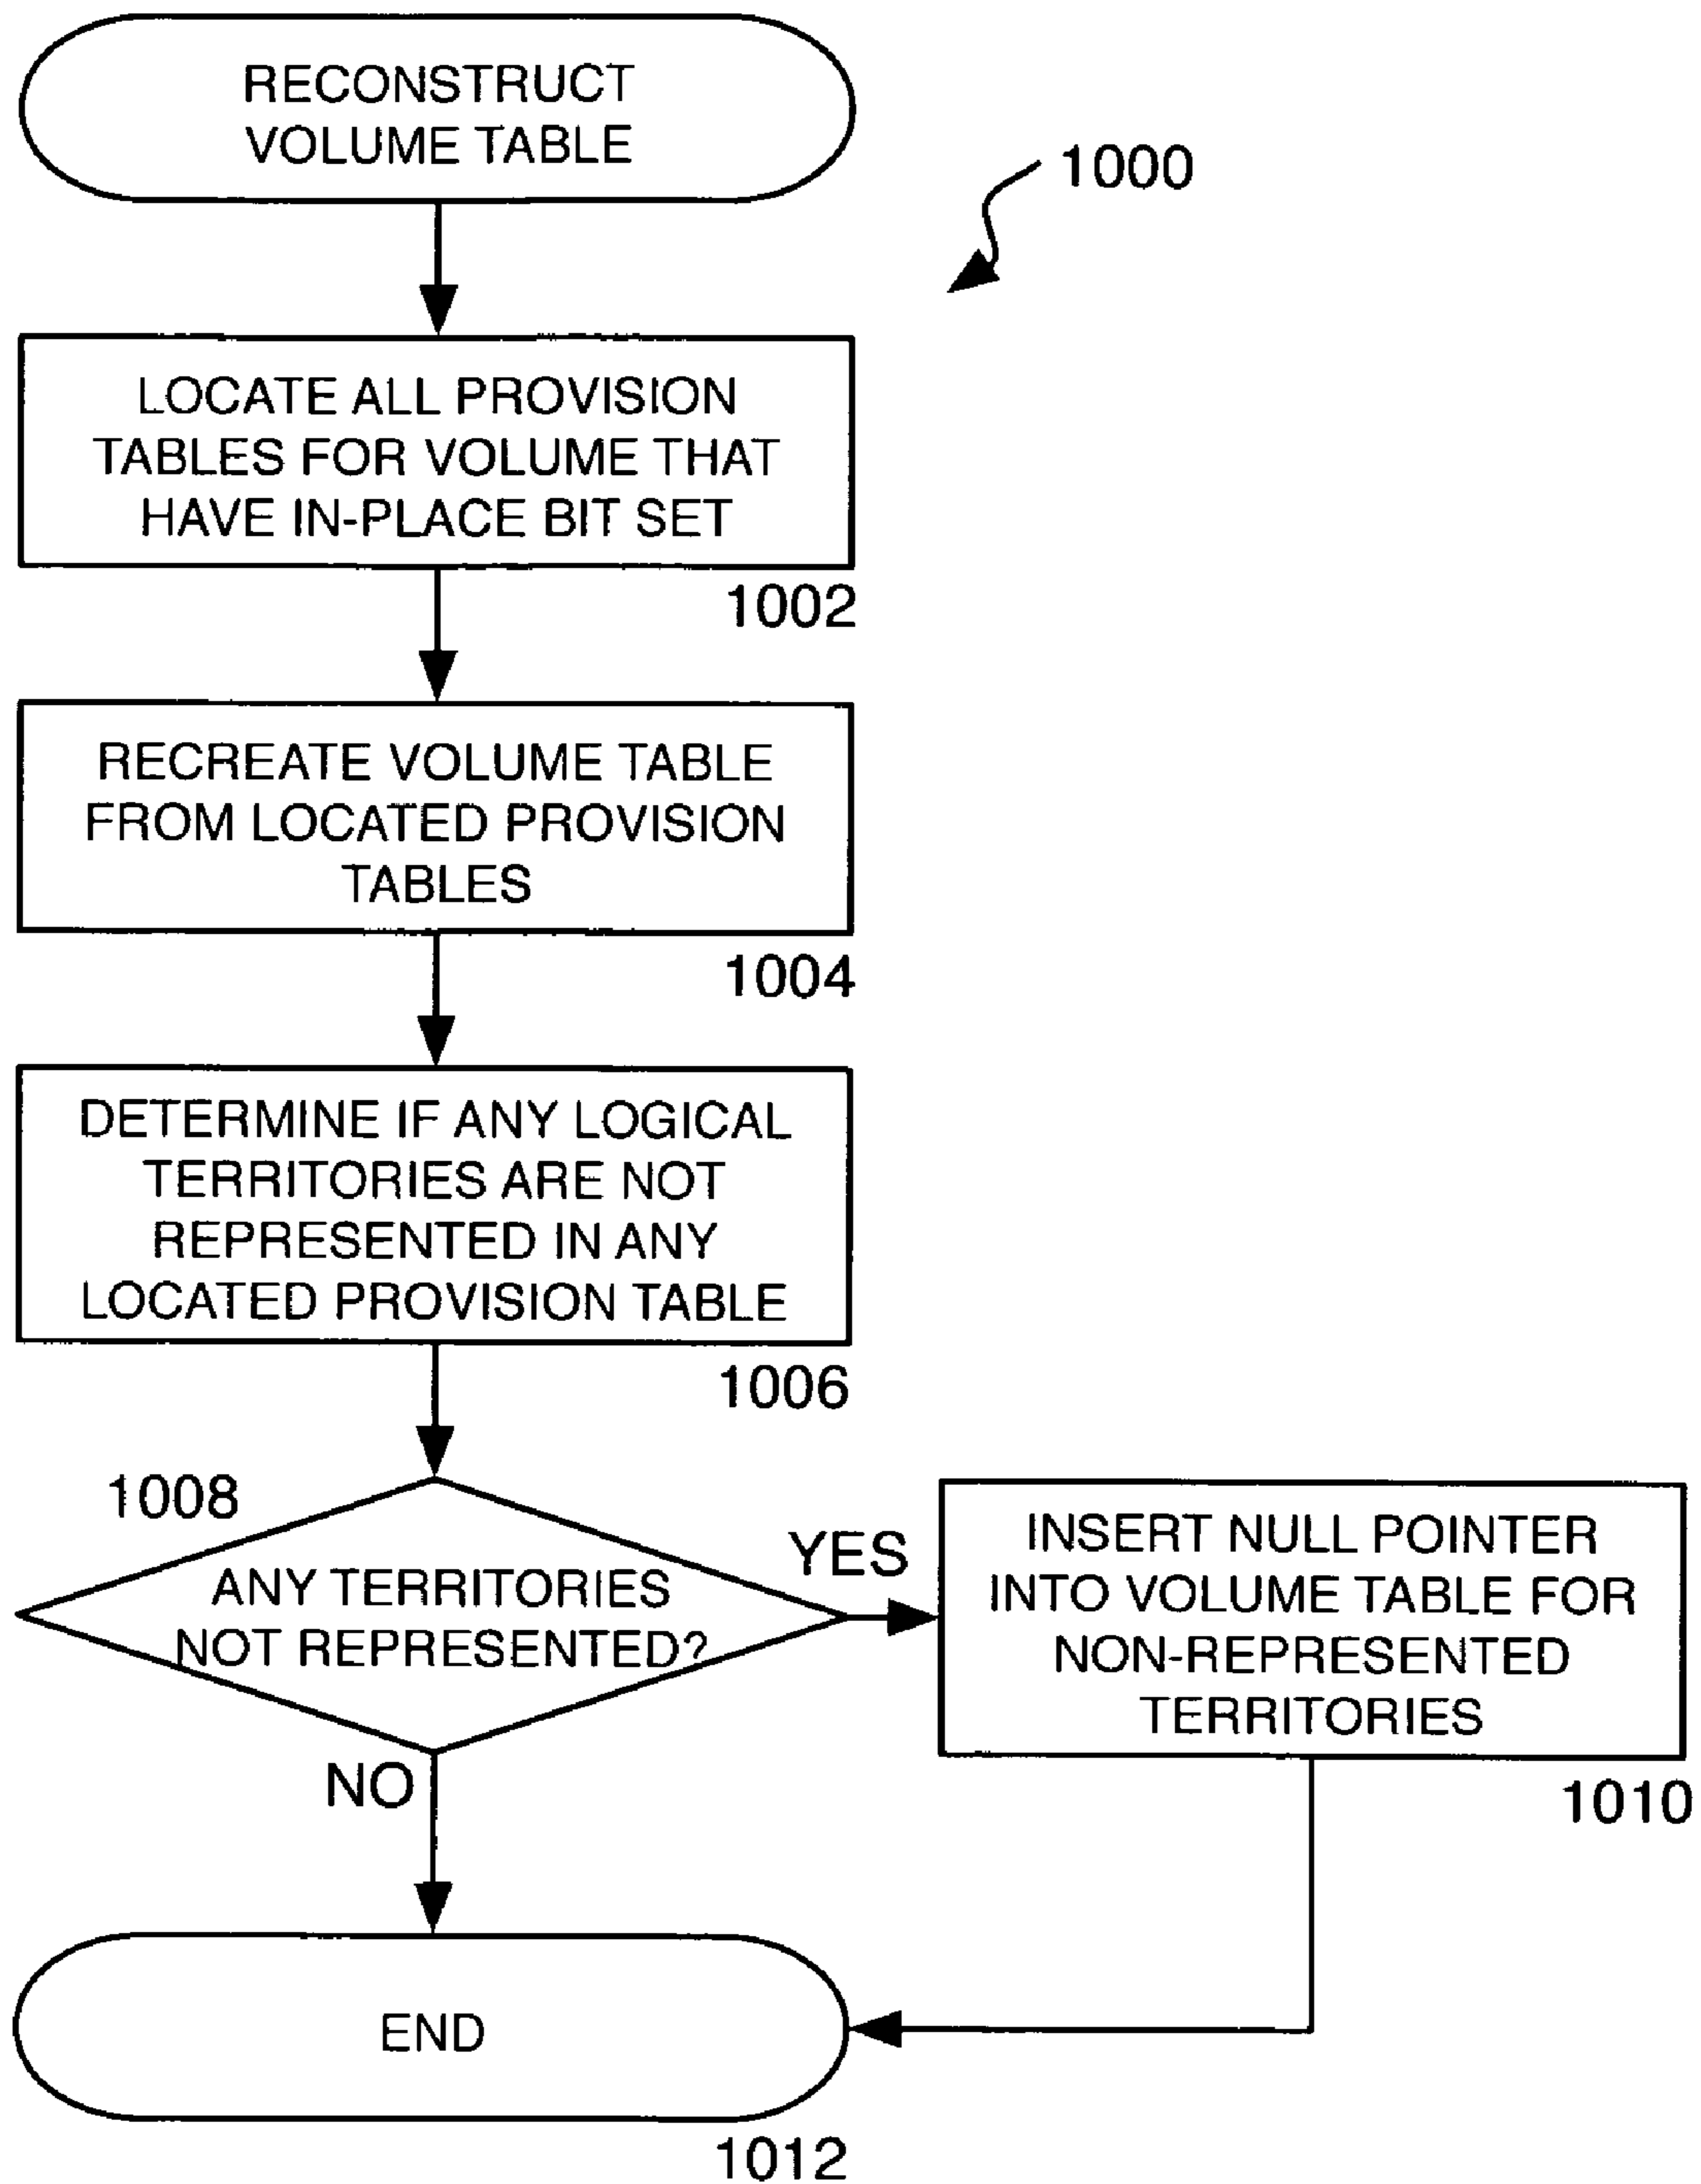 RECONSTRUCT
VOLUME TABLE
1000
LOCATE ALL PROVISION
TABLES FOR VOLUME THAT
HAVE IN-PLACE BIT SET
1002
RECREATE VOLUME TABLE
FROM LOCATED PROVISION
TABLES
1004
DETERMINE IF ANY LOGICAL
TERRITORIES ARE NOT
REPRESENTED IN ANY
LOCATED PROVISION TABLE
1006
1008
ANY TERRITORIES
NOT REPRESENTED?
YES
INSERT NULL POINTER
INTO VOLUME TABLE FOR
NON-REPRESENTED
TERRITORIES
1010
NO
END
1012